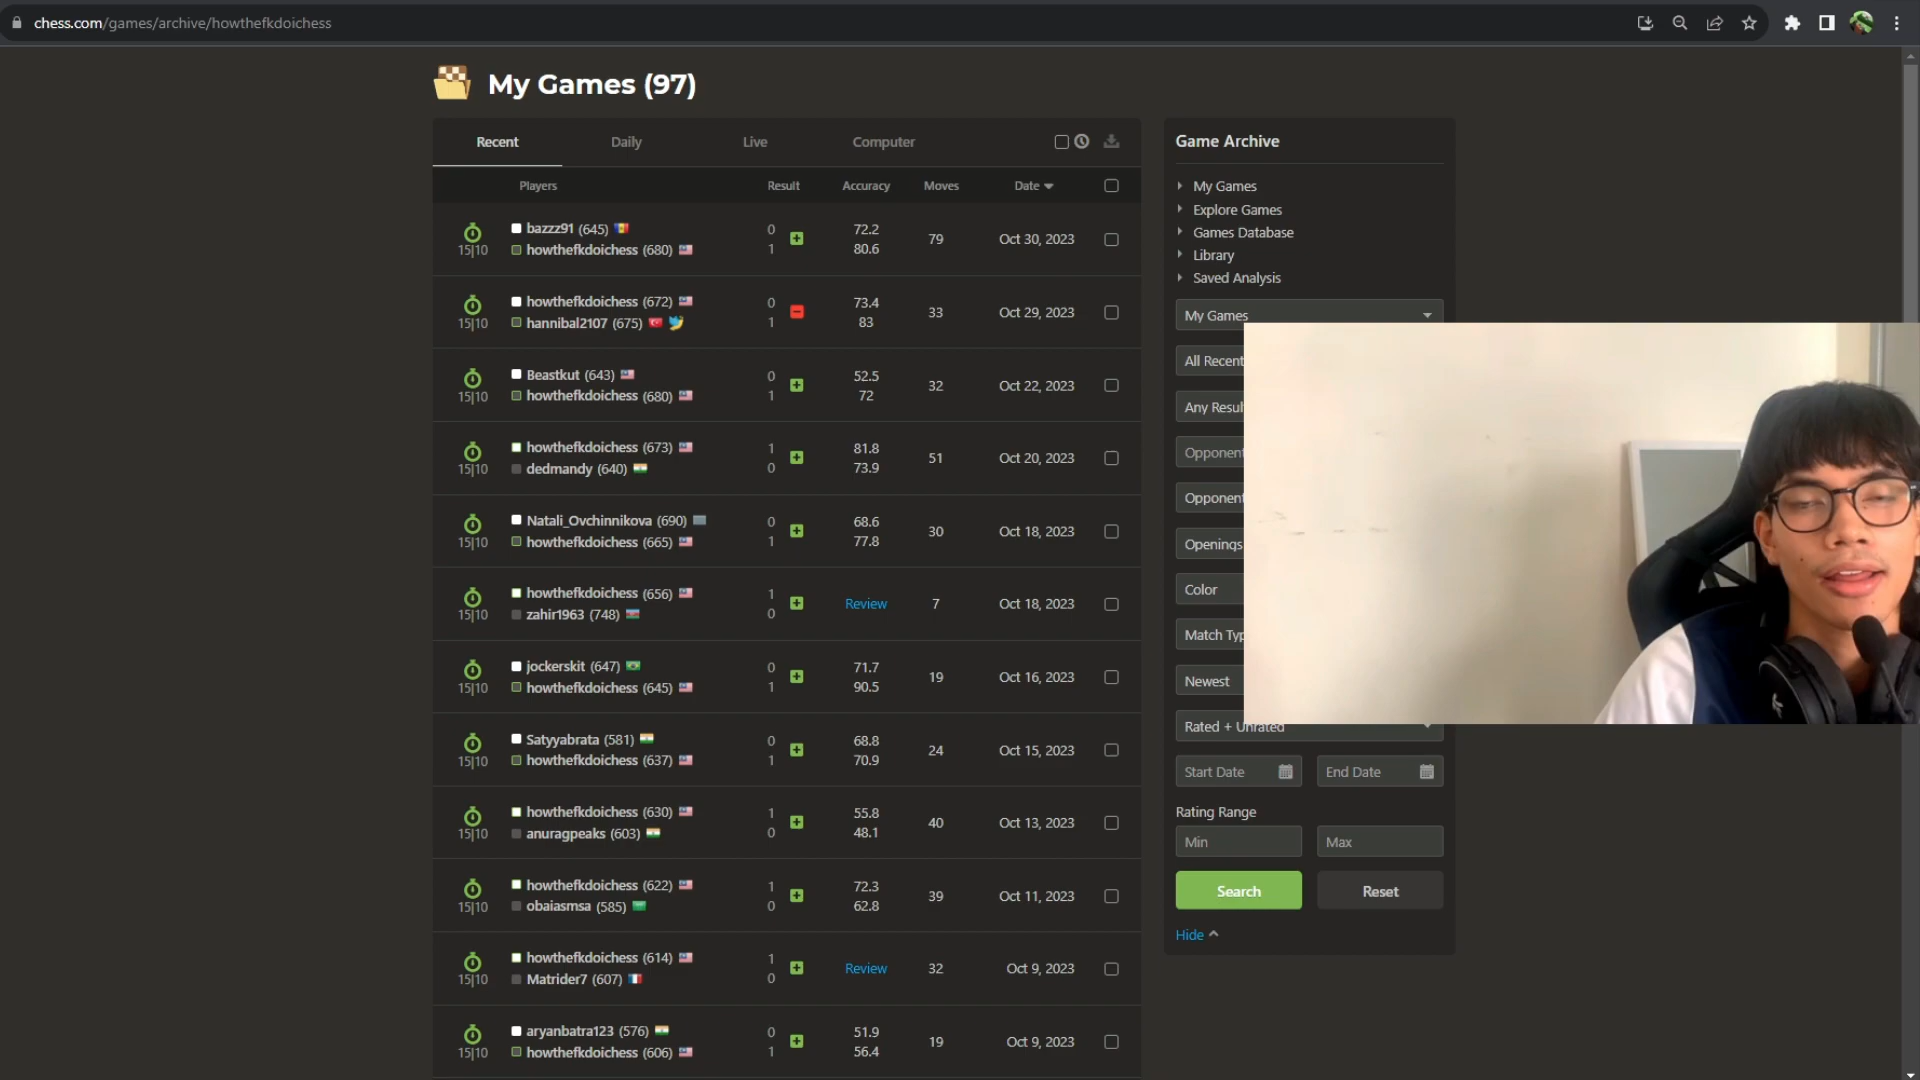 chess.com/games/archive/howthefkdoichess
My Games (97)
Recent Daily Live Computer
Players Result Accuracy Moves Date
15|10 bazzz91 (645) 0 72.2 79 Oct 30, 2023
howthefkdoichess (680) 1 80.6
15|10 howthefkdoichess (672) 0 73.4 33 Oct 29, 2023
hannibal2107 (675) 1 83
15|10 Beastkut (643) 0 52.5 32 Oct 22, 2023
howthefkdoichess (680) 1 72
15|10 howthefkdoichess (673) 1 81.8 51 Oct 20, 2023
dedmandy (640) 0 73.9
15|10 Natali_Ovchinnikova (690) 0 68.6 30 Oct 18, 2023
howthefkdoichess (665) 1 77.8
15|10 howthefkdoichess (656) 1 Review 7 Oct 18, 2023
zahir1963 (748) 0
15|10 jockerskit (647) 0 71.7 19 Oct 16, 2023
howthefkdoichess (645) 1 90.5
15|10 Satyyabrata (581) 0 68.8 24 Oct 15, 2023
howthefkdoichess (637) 1 70.9
15|10 howthefkdoichess (630) 1 55.8 40 Oct 13, 2023
anuragpeaks (603) 0 48.1
15|10 howthefkdoichess (622) 1 72.3 39 Oct 11, 2023
obaiasmsa (585) 0 62.8
15|10 howthefkdoichess (614) 1 Review 32 Oct 9, 2023
Matrider7 (607) 0
15|10 aryanbatra123 (576) 0 51.9 19 Oct 9, 2023
howthefkdoichess (606) 1 56.4
Game Archive
My Games
Explore Games
Games Database
Library
Saved Analysis
My Games
All Recent
Any Resul
Opponent
Opponent
Openings
Color
Match Typ
Newest
Rated + Unrated
Start Date End Date
Rating Range
Min Max
Search Reset
Hide